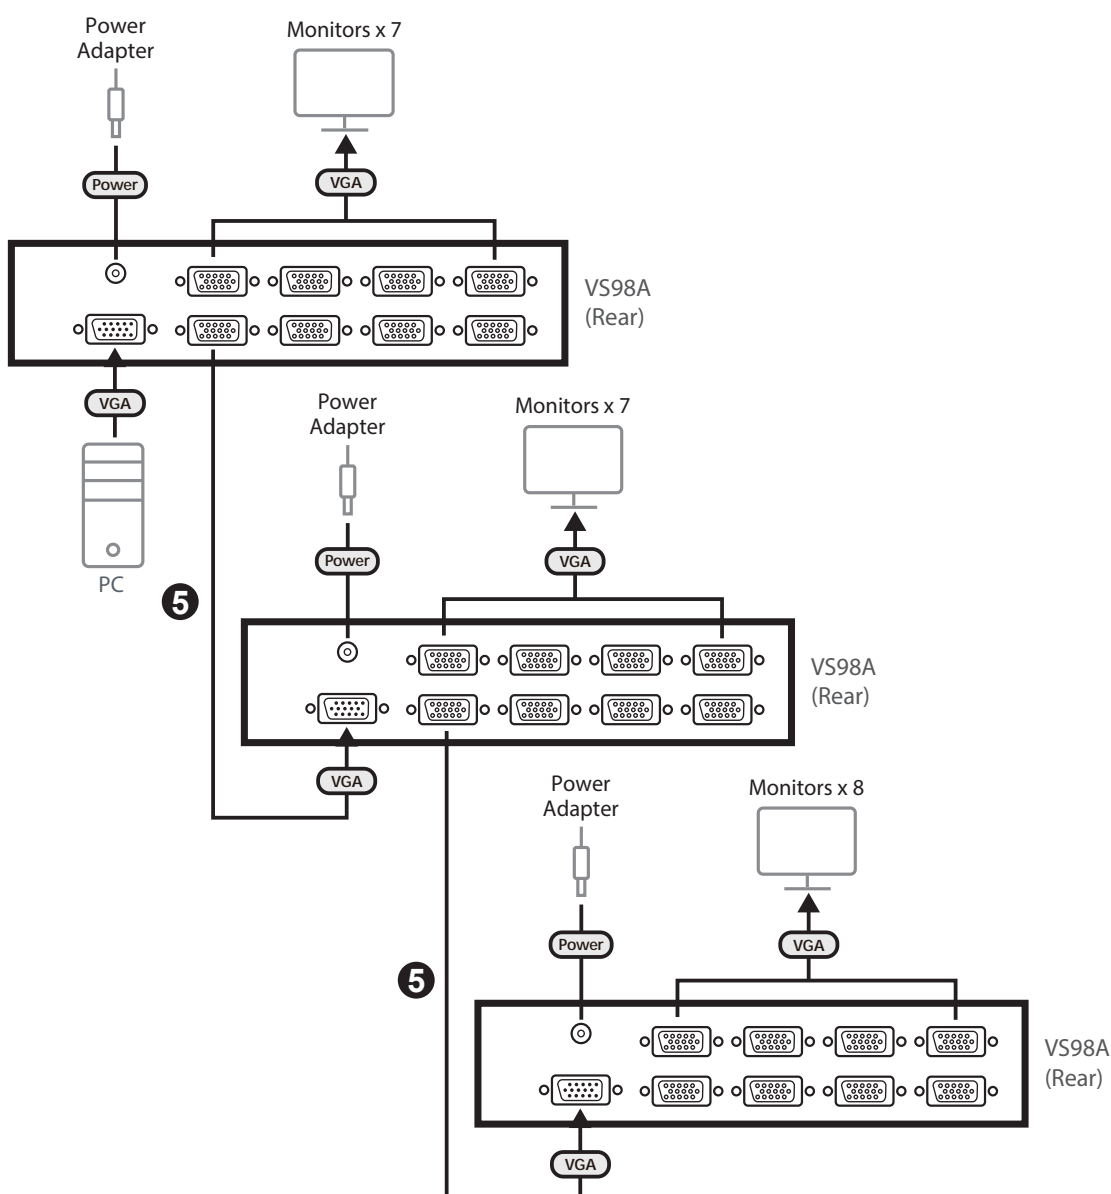 Power
Adapter
Monitors x 7
Power
VGA
VS98A
(Rear)
VGA
PC
5
Power
Adapter
Monitors x 7
Power
VGA
VS98A
(Rear)
VGA
5
Power
Adapter
Monitors x 8
Power
VGA
VS98A
(Rear)
VGA